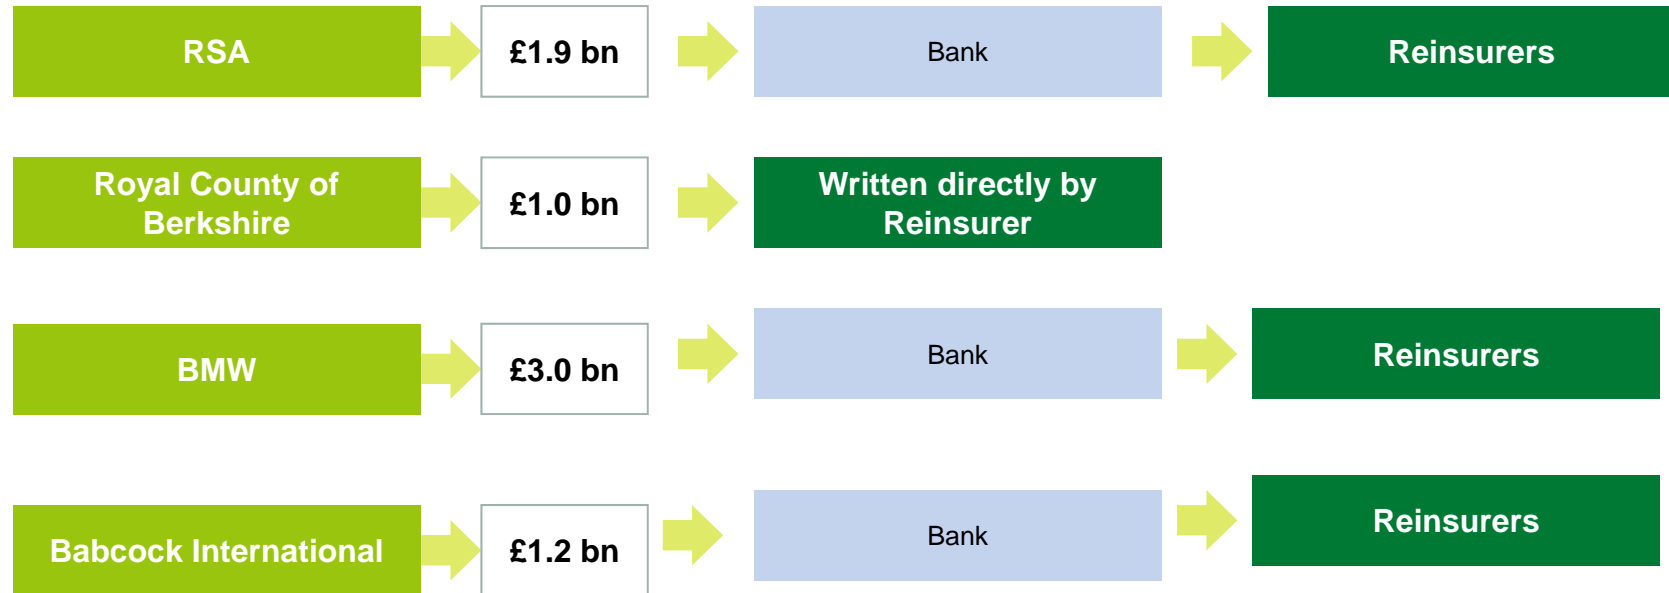 RSA
£1.9 bn
Bank
Reinsurers
Royal County of
Berkshire
£1.0 bn
Written directly by
Reinsurer
BMW
£3.0 bn
Bank
Reinsurers
Babcock International
£1.2 bn
Bank
Reinsurers